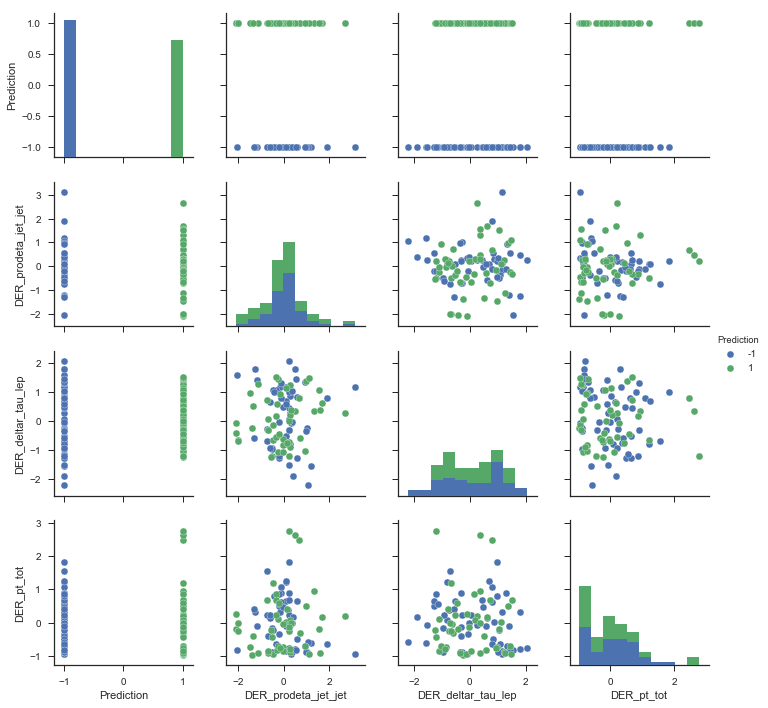 1.0
0.5
0.0
−0.5
−1.0
Prediction
3
2
1
0
−1
−2
DER_prodeta_jet_jet
Prediction
-1
1
2
1
0
−1
−2
DER_deltar_tau_lep
3
2
1
0
−1
DER_pt_tot
−1 0 1
Prediction
−2 0 2
DER_prodeta_jet_jet
−2 0 2
DER_deltar_tau_lep
0 2
DER_pt_tot